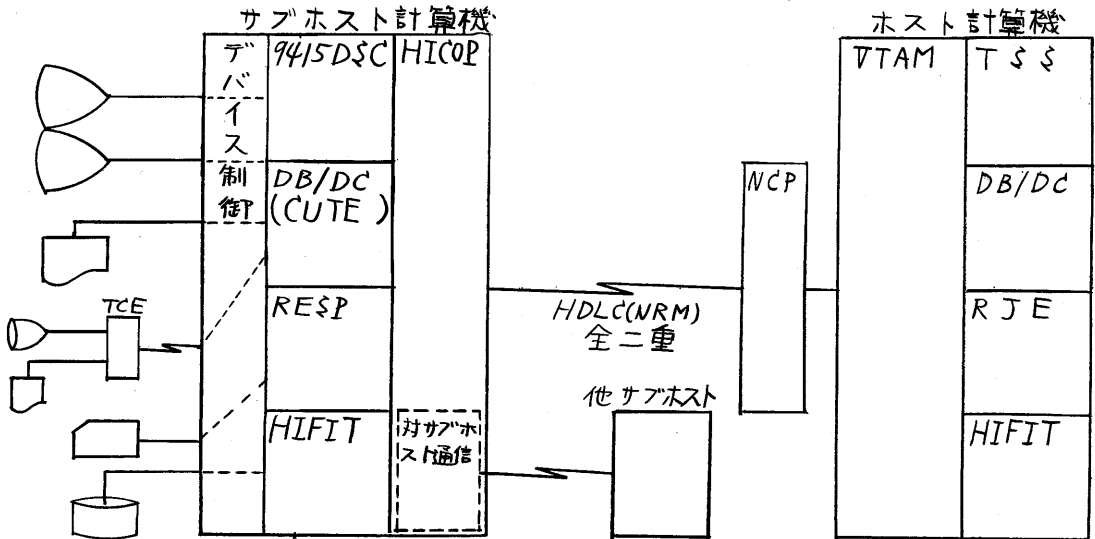 サブホスト計算機
ホスト計算機
デバイス制御
9415DSC
HICOP
VTAM
TSS
DB/DC
(CUTE)
NCP
DB/DC
TCE
RESP
HDLC(NRM)
全二重
RJE
他サブホスト
HIFIT
対サブホ
スト通信
HIFIT